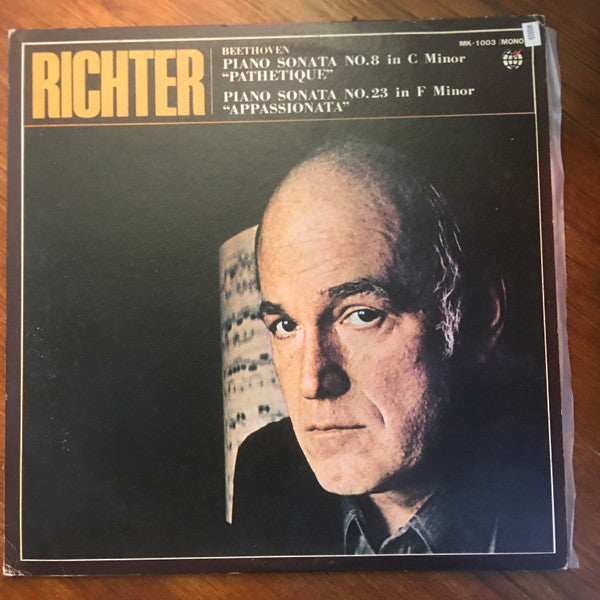 RICHTER
BEETHOVEN
PIANO SONATA NO.8 in C Minor
“PATHETIQUE”
PIANO SONATA NO.23 in F Minor
“APPASSIONATA”
MK-1003 MONO